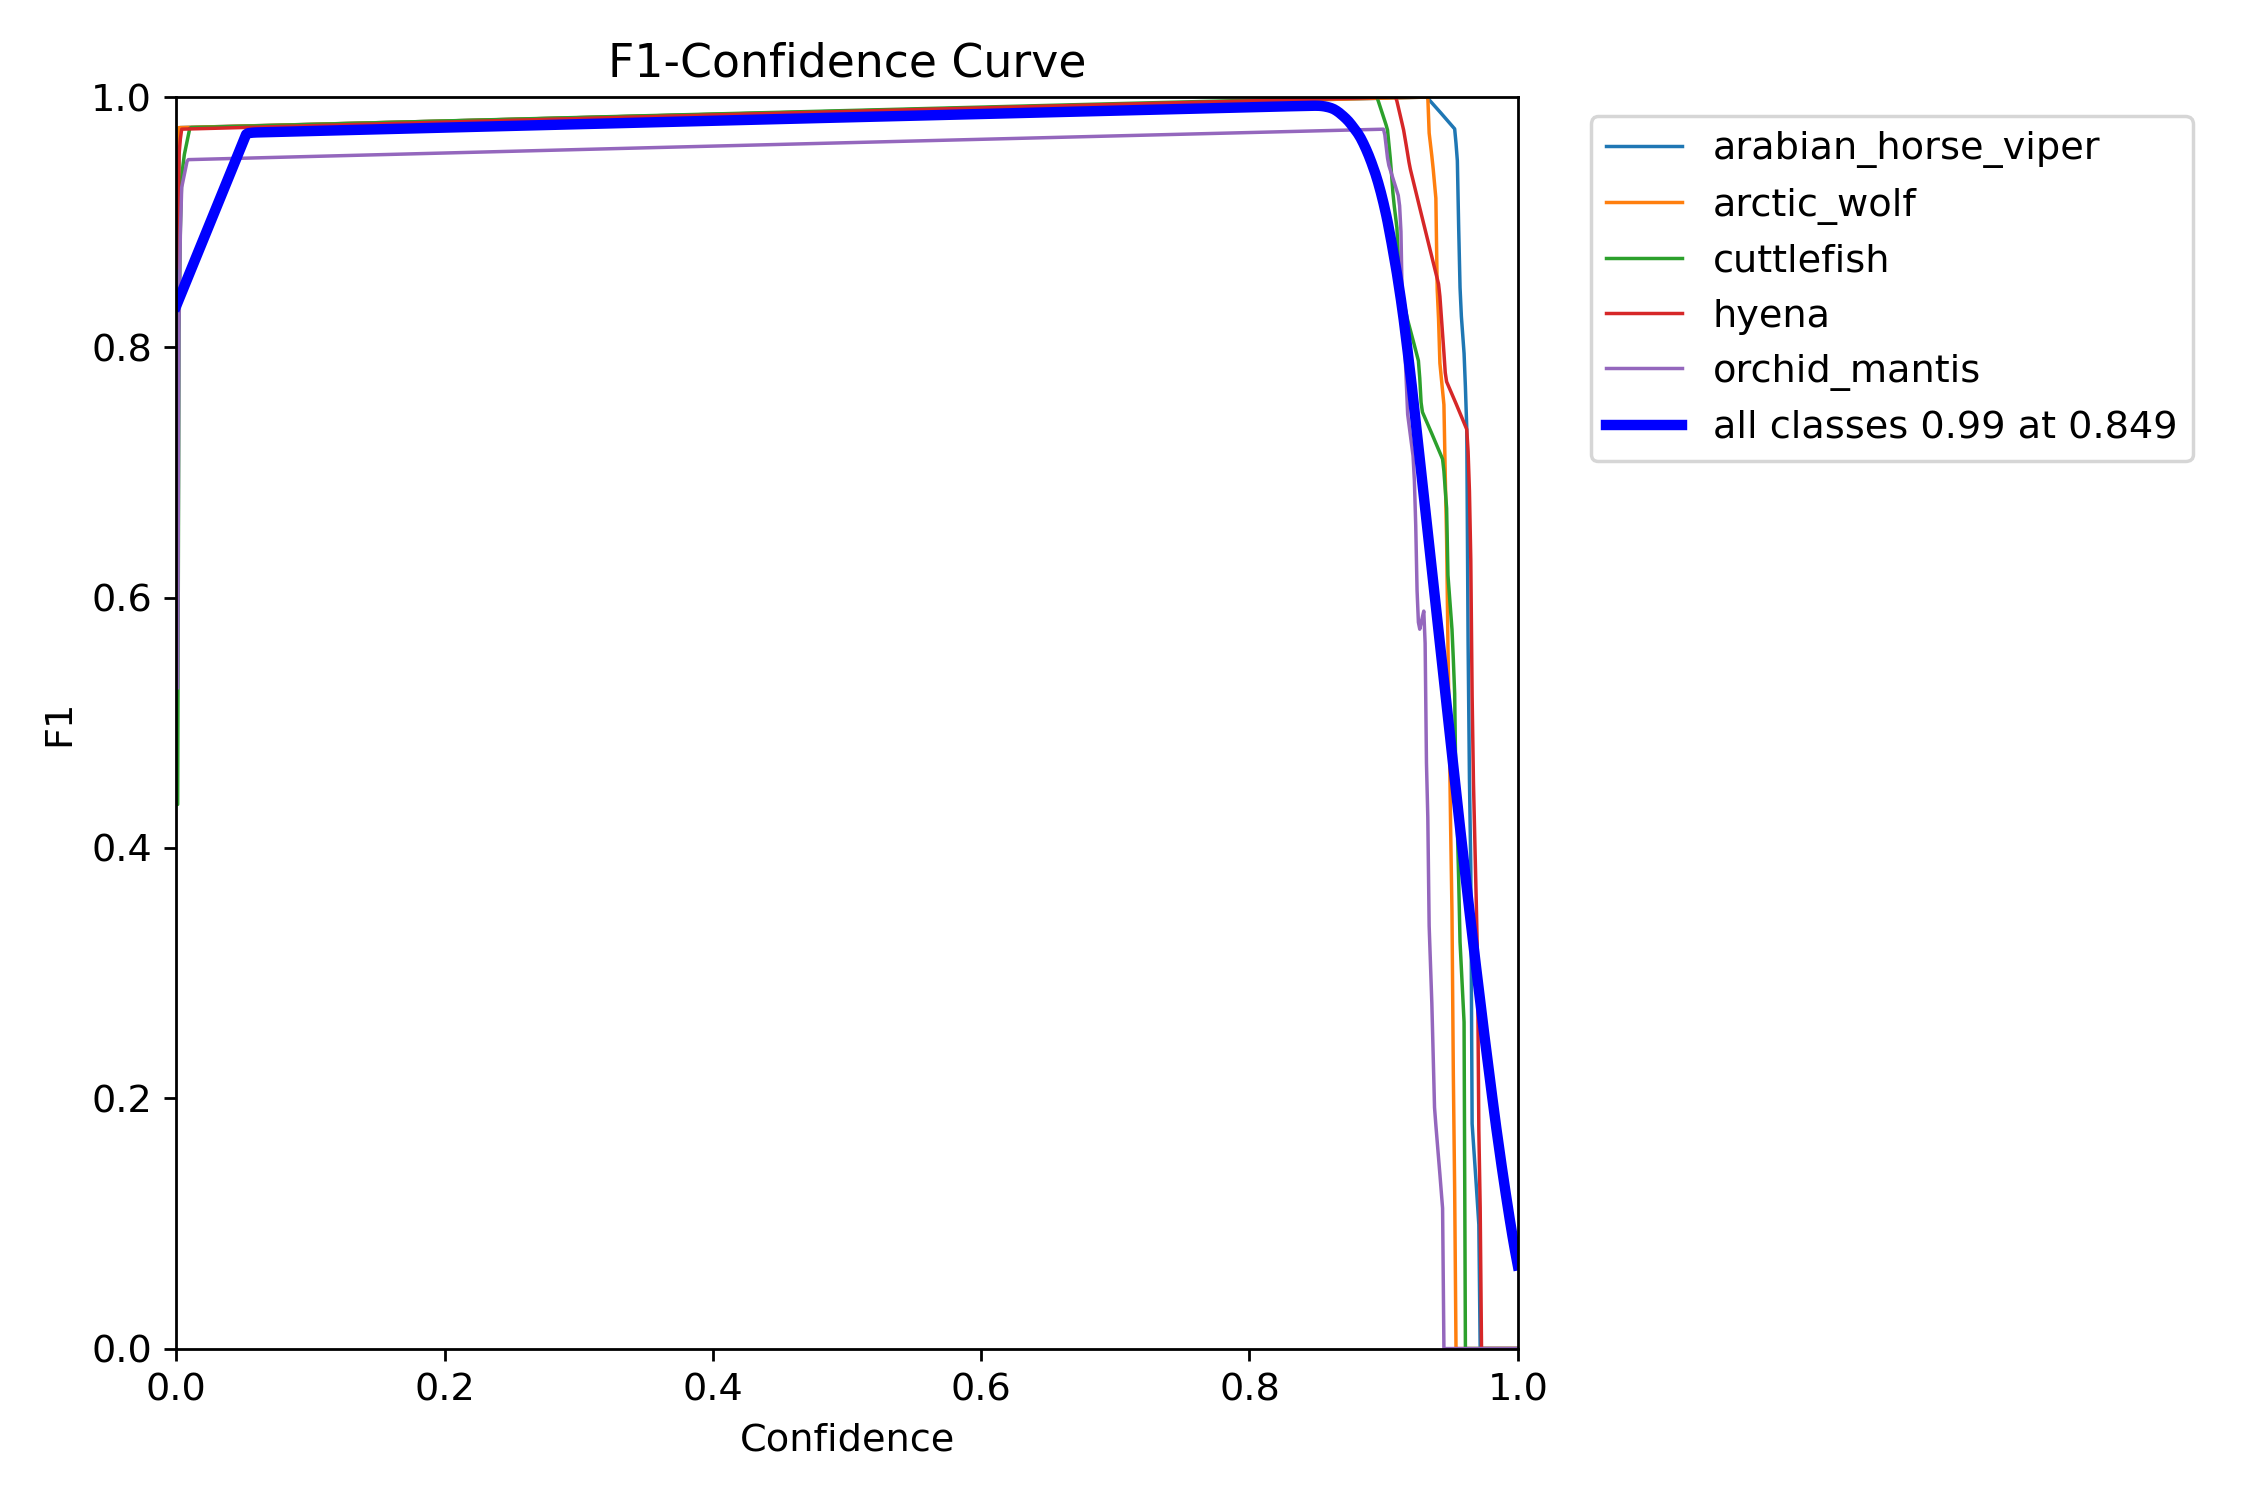 F1-Confidence Curve
1.0
0.8
0.6
0.4
0.2
0.0
F1
0.0 0.2 0.4 0.6 0.8 1.0
Confidence
arabian_horse_viper
arctic_wolf
cuttlefish
hyena
orchid_mantis
all classes 0.99 at 0.849